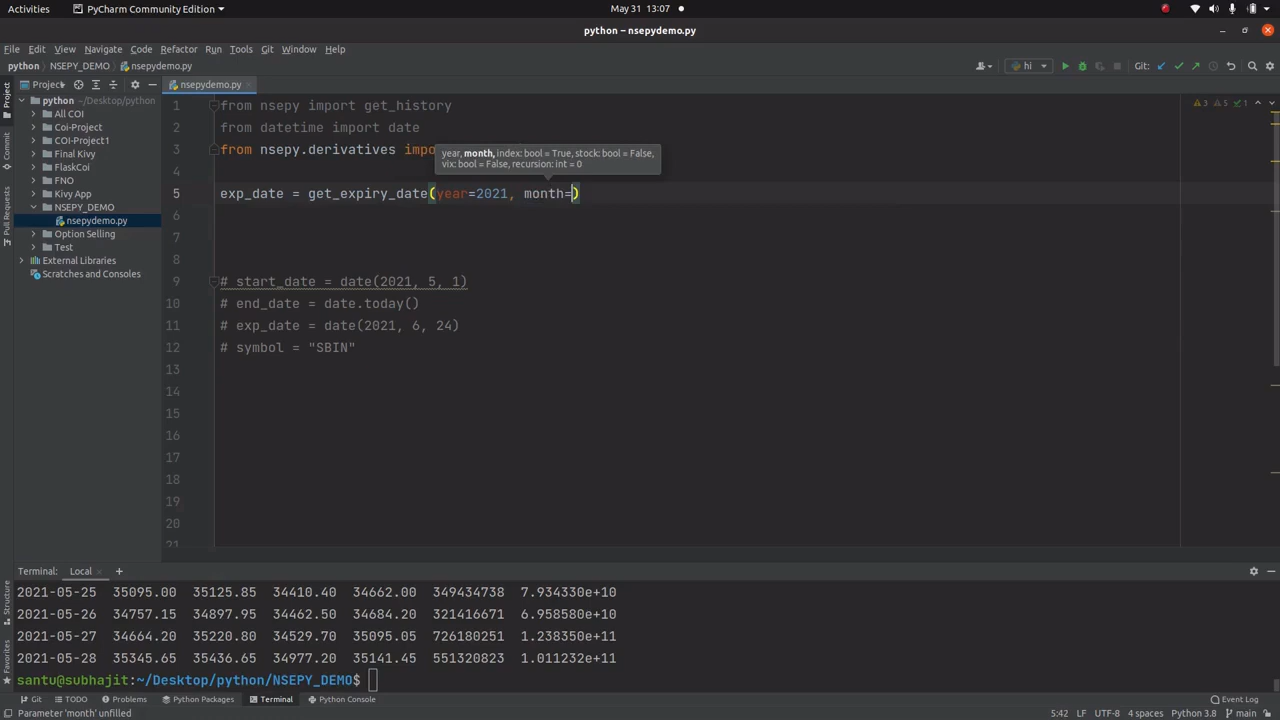 Activities
PyCharm Community Edition
May 31 13:07
python – nsepydemo.py
File Edit View Navigate Code Refactor Run Tools Git Window Help
python NSEPY_DEMO nsepydemo.py
hi
Git:
Project
nsepydemo.py
Project
Commit
Pull Requests
Structure
Favorites
python ~/Desktop/python
All COI
Coi-Project
COI-Project1
Final Kivy
FlaskCoi
FNO
Kivy App
NSEPY_DEMO
nsepydemo.py
Option Selling
Test
External Libraries
Scratches and Consoles
3 5 1
1 from nsepy import get_history
2 from datetime import date
3 from nsepy.derivatives impo
year, month, index: bool = True, stock: bool = False,
vix: bool = False, recursion: int = 0
4
5 exp_date = get_expiry_date(year=2021, month=)
6
7
8
9 # start_date = date(2021, 5, 1)
10 # end_date = date.today()
11 # exp_date = date(2021, 6, 24)
12 # symbol = "SBIN"
13
14
15
16
17
18
19
20
21
Terminal: Local +
2021-05-25 35095.00 35125.85 34410.40 34662.00 349434738 7.934330e+10
2021-05-26 34757.15 34897.95 34462.50 34684.20 321416671 6.958580e+10
2021-05-27 34664.20 35220.80 34529.70 35095.05 726180251 1.238350e+11
2021-05-28 35345.65 35436.65 34977.20 35141.45 551320823 1.011232e+11
santu@subhajit:~/Desktop/python/NSEPY_DEMO$
Git TODO Problems Python Packages Terminal Python Console Event Log
Parameter 'month' unfilled
5:42 LF UTF-8 4 spaces Python 3.8 main